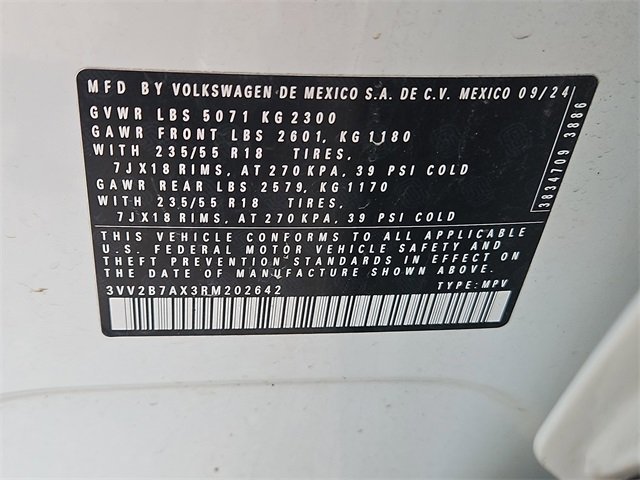 MFD BY VOLKSWAGEN DE MEXICO S.A. DE C.V. MEXICO 09/24
GVWR LBS 5071 KG 2300
GAWR FRONT LBS 2601, KG 1180
WITH 235/55 R18 TIRES,
7JX18 RIMS, AT 270 KPA, 39 PSI COLD
GAWR REAR LBS 2579, KG 1170
WITH 235/55 R18 TIRES,
7JX18 RIMS, AT 270 KPA, 39 PSI COLD
3834709 3886
THIS VEHICLE CONFORMS TO ALL APPLICABLE
U.S. FEDERAL MOTOR VEHICLE SAFETY AND
THEFT PREVENTION STANDARDS IN EFFECT ON
THE DATE OF MANUFACTURE SHOWN ABOVE.
3VV2B7AX3RM202642 TYPE: MPV